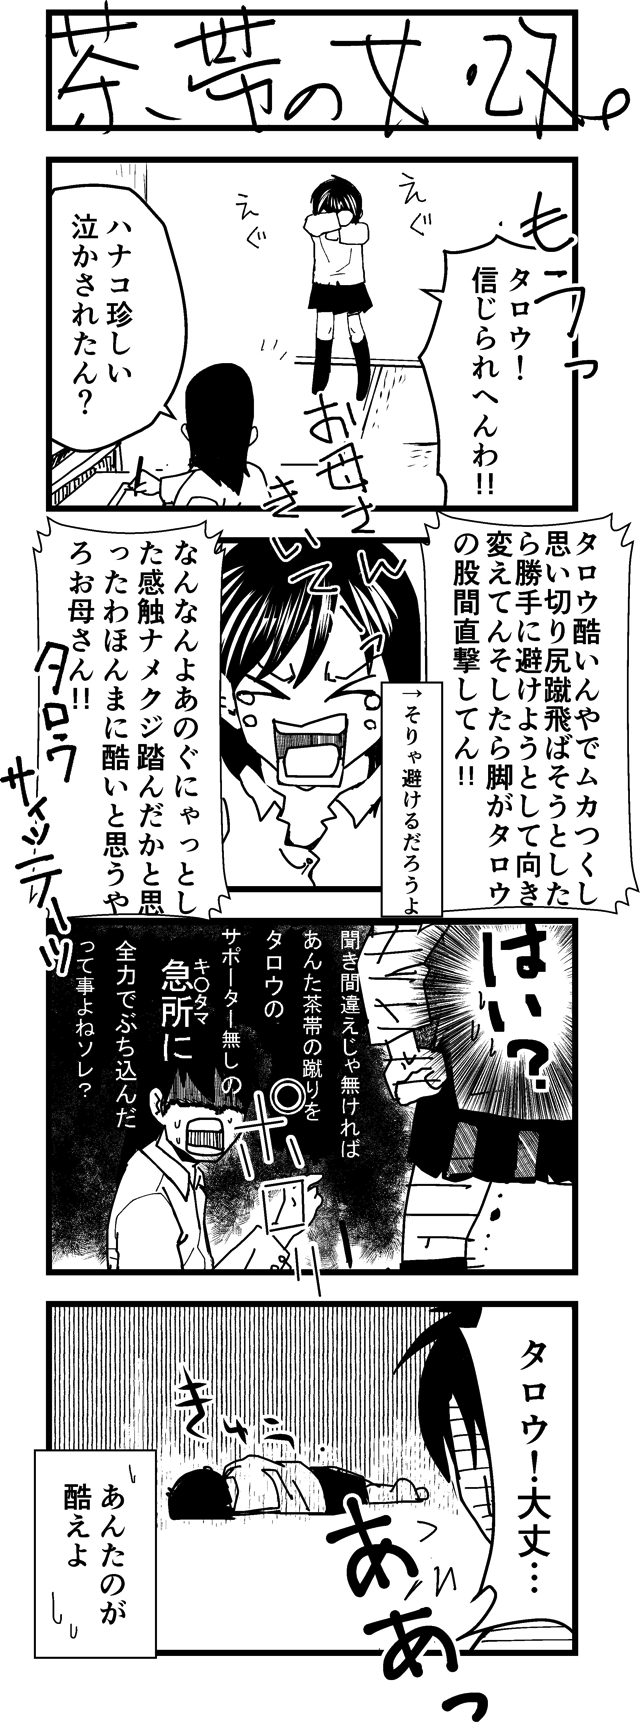 茶帯の女の
もうっ
タロウ！
信じられへんわ!!
えぐ
えぐ
ハナコ珍しい
泣かされたん？
お母さん
きいてーっ
タロウ酷いんやでムカつくし
思い切り尻蹴飛ばそうとした
ら勝手に避けようとして向き
変えてんそしたら脚がタロウ
の股間直撃してん!!
→そりゃ避けるだろうよ
なんなんよあのぐにゃっとし
た感触ナメクジ踏んだかと思
ったわほんまに酷いと思うや
ろお母さん!!
タロウ
サイッテーッ
はい？
聞き間違えじゃ無ければ
あんた茶帯の蹴りを
タロウの
サポーター無しの
キ〇タマ
急所に
全力でぶち込んだ
って事よねソレ？
タロウ！大丈…
きゅう
あぁっ
あんたのが
酷えよ